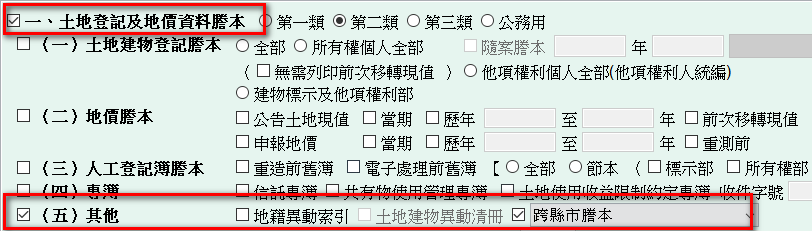 一、土地登記及地價資料謄本 第一類 第二類 第三類 公務用
(一)土地建物登記謄本 全部 所有權個人全部 隨案謄本 年
(無需列印前次移轉現值) 他項權利個人全部(他項權利人統編)
建物標示及他項權利部
(二)地價謄本 公告土地現值 當期 歷年 至 年 前次移轉現值
申報地價 當期 歷年 至 年 重測前
(三)人工登記簿謄本 重造前舊簿 電子處理前舊簿 【 全部 節本 ( 標示部 所有權部
(四)專簿 信託專簿 共有物使用管理專簿 土地使用收益限制約定專簿 收件字號
(五)其他 地籍異動索引 土地建物異動清冊 跨縣市謄本